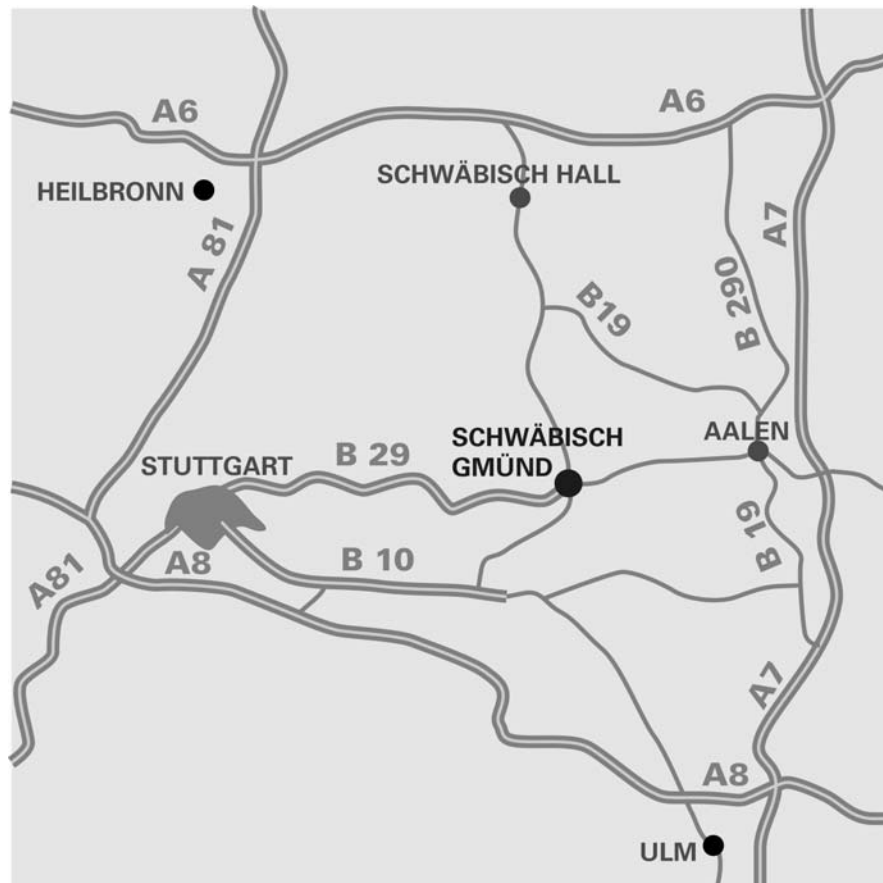 A6
A6
HEILBRONN
SCHWÄBISCH HALL
A 81
A7
B19
B 290
SCHWÄBISCH
GMÜND
AALEN
STUTTGART
B 29
B 19
A81
A8
B 10
A7
A8
ULM